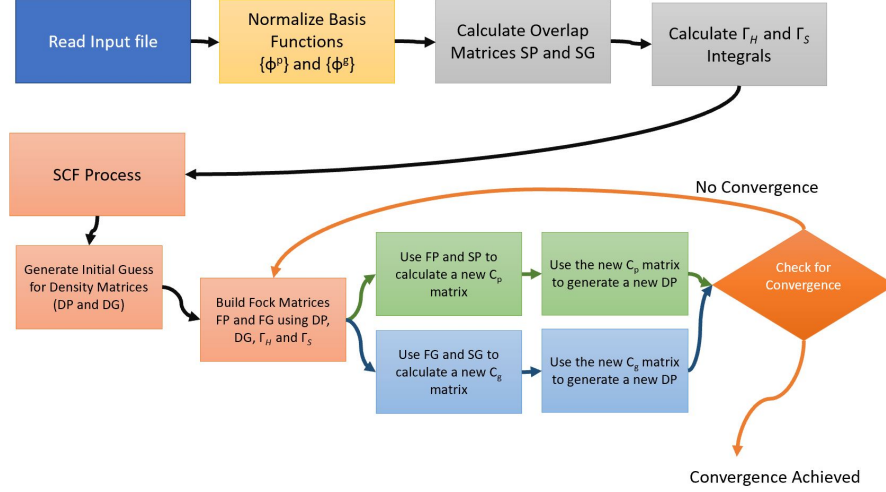 Read Input file
Normalize Basis
Functions
{ϕᵖ} and {ϕᵍ}
Calculate Overlap
Matrices SP and SG
Calculate Γ_H and Γ_S
Integrals
SCF Process
No Convergence
Generate Initial Guess
for Density Matrices
(DP and DG)
Build Fock Matrices
FP and FG using DP,
DG, Γ_H and Γ_S
Use FP and SP to
calculate a new C_p
matrix
Use the new C_p matrix
to generate a new DP
Use FG and SG to
calculate a new C_g
matrix
Use the new C_g matrix
to generate a new DP
Check for
Convergence
Convergence Achieved